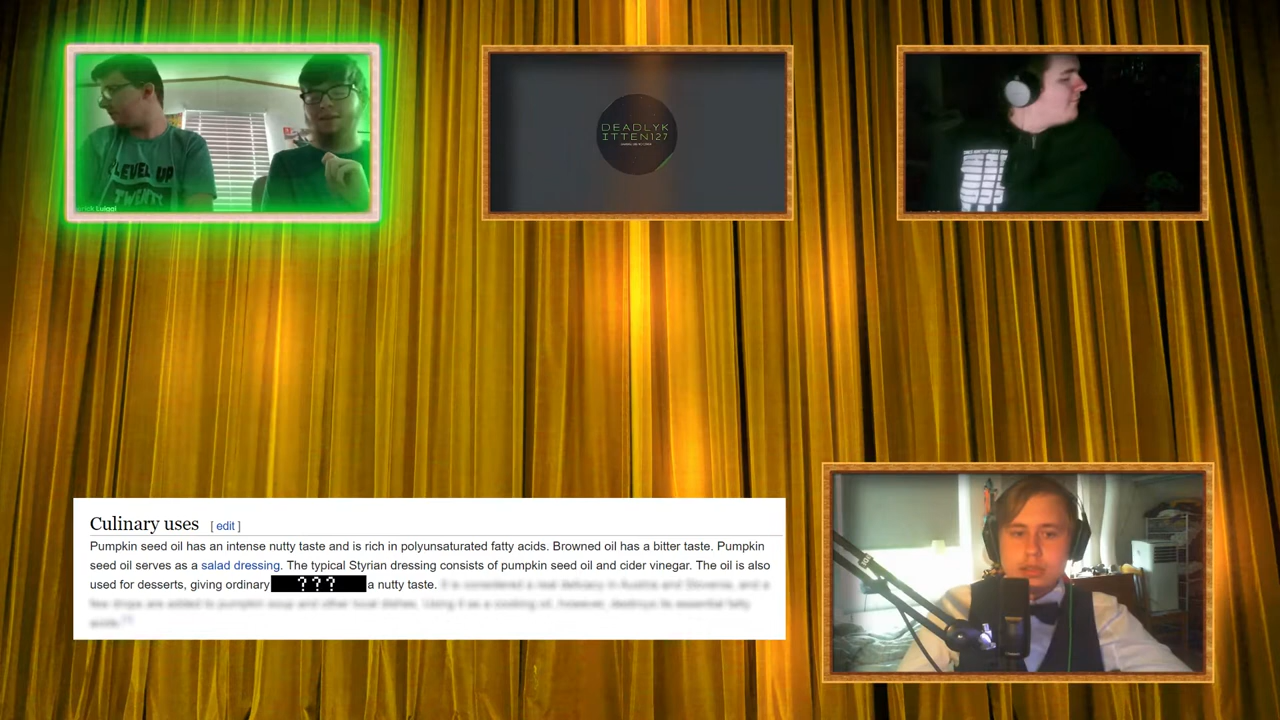 LEVEL UP
TWENTY
DEADLYK
ITTEN127
Culinary uses [ edit ]
Pumpkin seed oil has an intense nutty taste and is rich in polyunsaturated fatty acids. Browned oil has a bitter taste. Pumpkin
seed oil serves as a salad dressing. The typical Styrian dressing consists of pumpkin seed oil and cider vinegar. The oil is also
used for desserts, giving ordinary ??? a nutty taste.